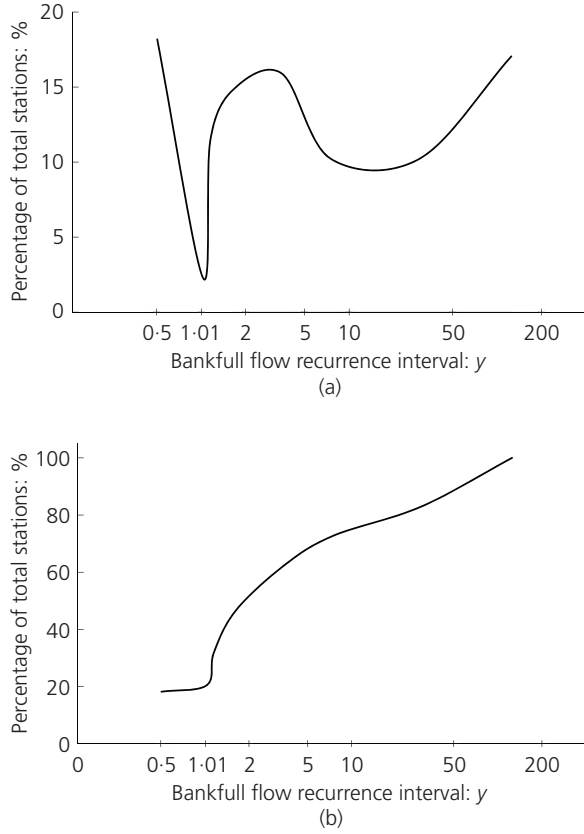 20
15
10
5
0
Percentage of total stations: %
0·5 1·01 2 5 10 50 200
Bankfull flow recurrence interval: y
(a)
100
80
60
40
20
0
Percentage of total stations: %
0 0·5 1·01 2 5 10 50 200
Bankfull flow recurrence interval: y
(b)